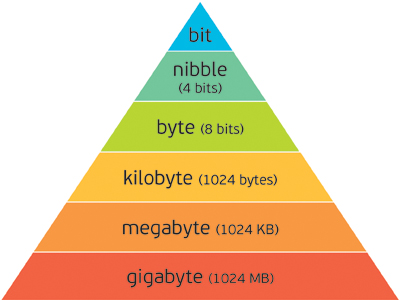 bit
nibble
(4 bits)
byte (8 bits)
kilobyte (1024 bytes)
megabyte (1024 KB)
gigabyte (1024 MB)